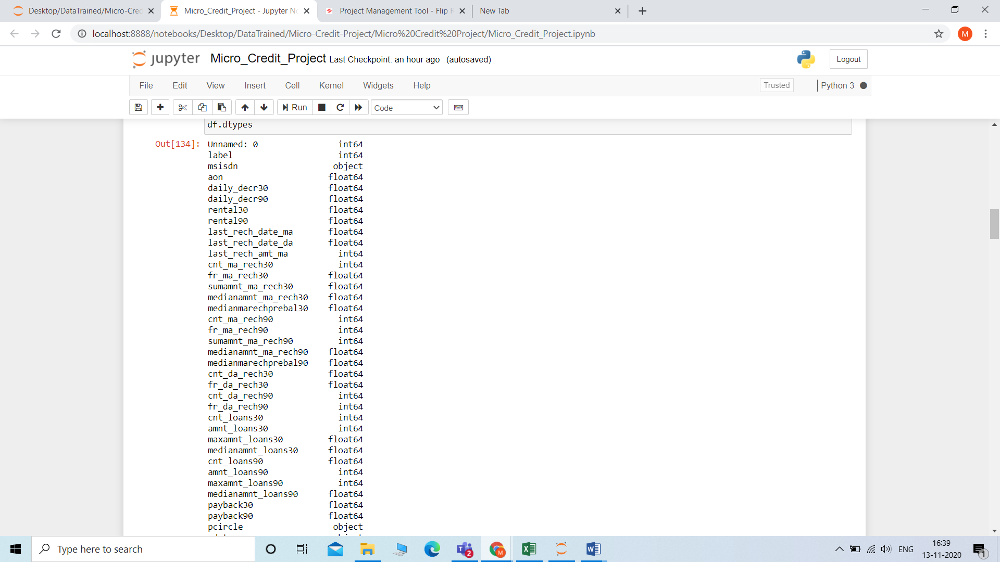 Desktop/DataTrained/Micro-Cred
Micro_Credit_Project - Jupyter No
Project Management Tool - Flip R
New Tab
localhost:8888/notebooks/Desktop/DataTrained/Micro-Credit-Project/Micro%20Credit%20Project/Micro_Credit_Project.ipynb
M
jupyter Micro_Credit_Project Last Checkpoint: an hour ago (autosaved)
Logout
File Edit View Insert Cell Kernel Widgets Help
Trusted
Python 3
Run
Code
df.dtypes
Out[134]: Unnamed: 0 int64
label int64
msisdn object
aon float64
daily_decr30 float64
daily_decr90 float64
rental30 float64
rental90 float64
last_rech_date_ma float64
last_rech_date_da float64
last_rech_amt_ma int64
cnt_ma_rech30 int64
fr_ma_rech30 float64
sumamnt_ma_rech30 float64
medianamnt_ma_rech30 float64
medianmarechprebal30 float64
cnt_ma_rech90 int64
fr_ma_rech90 int64
sumamnt_ma_rech90 int64
medianamnt_ma_rech90 float64
medianmarechprebal90 float64
cnt_da_rech30 float64
fr_da_rech30 float64
cnt_da_rech90 int64
fr_da_rech90 int64
cnt_loans30 int64
amnt_loans30 int64
maxamnt_loans30 float64
medianamnt_loans30 float64
cnt_loans90 float64
amnt_loans90 int64
maxamnt_loans90 int64
medianamnt_loans90 float64
payback30 float64
payback90 float64
pcircle object
Type here to search
2
M
ENG
16:39
13-11-2020
1